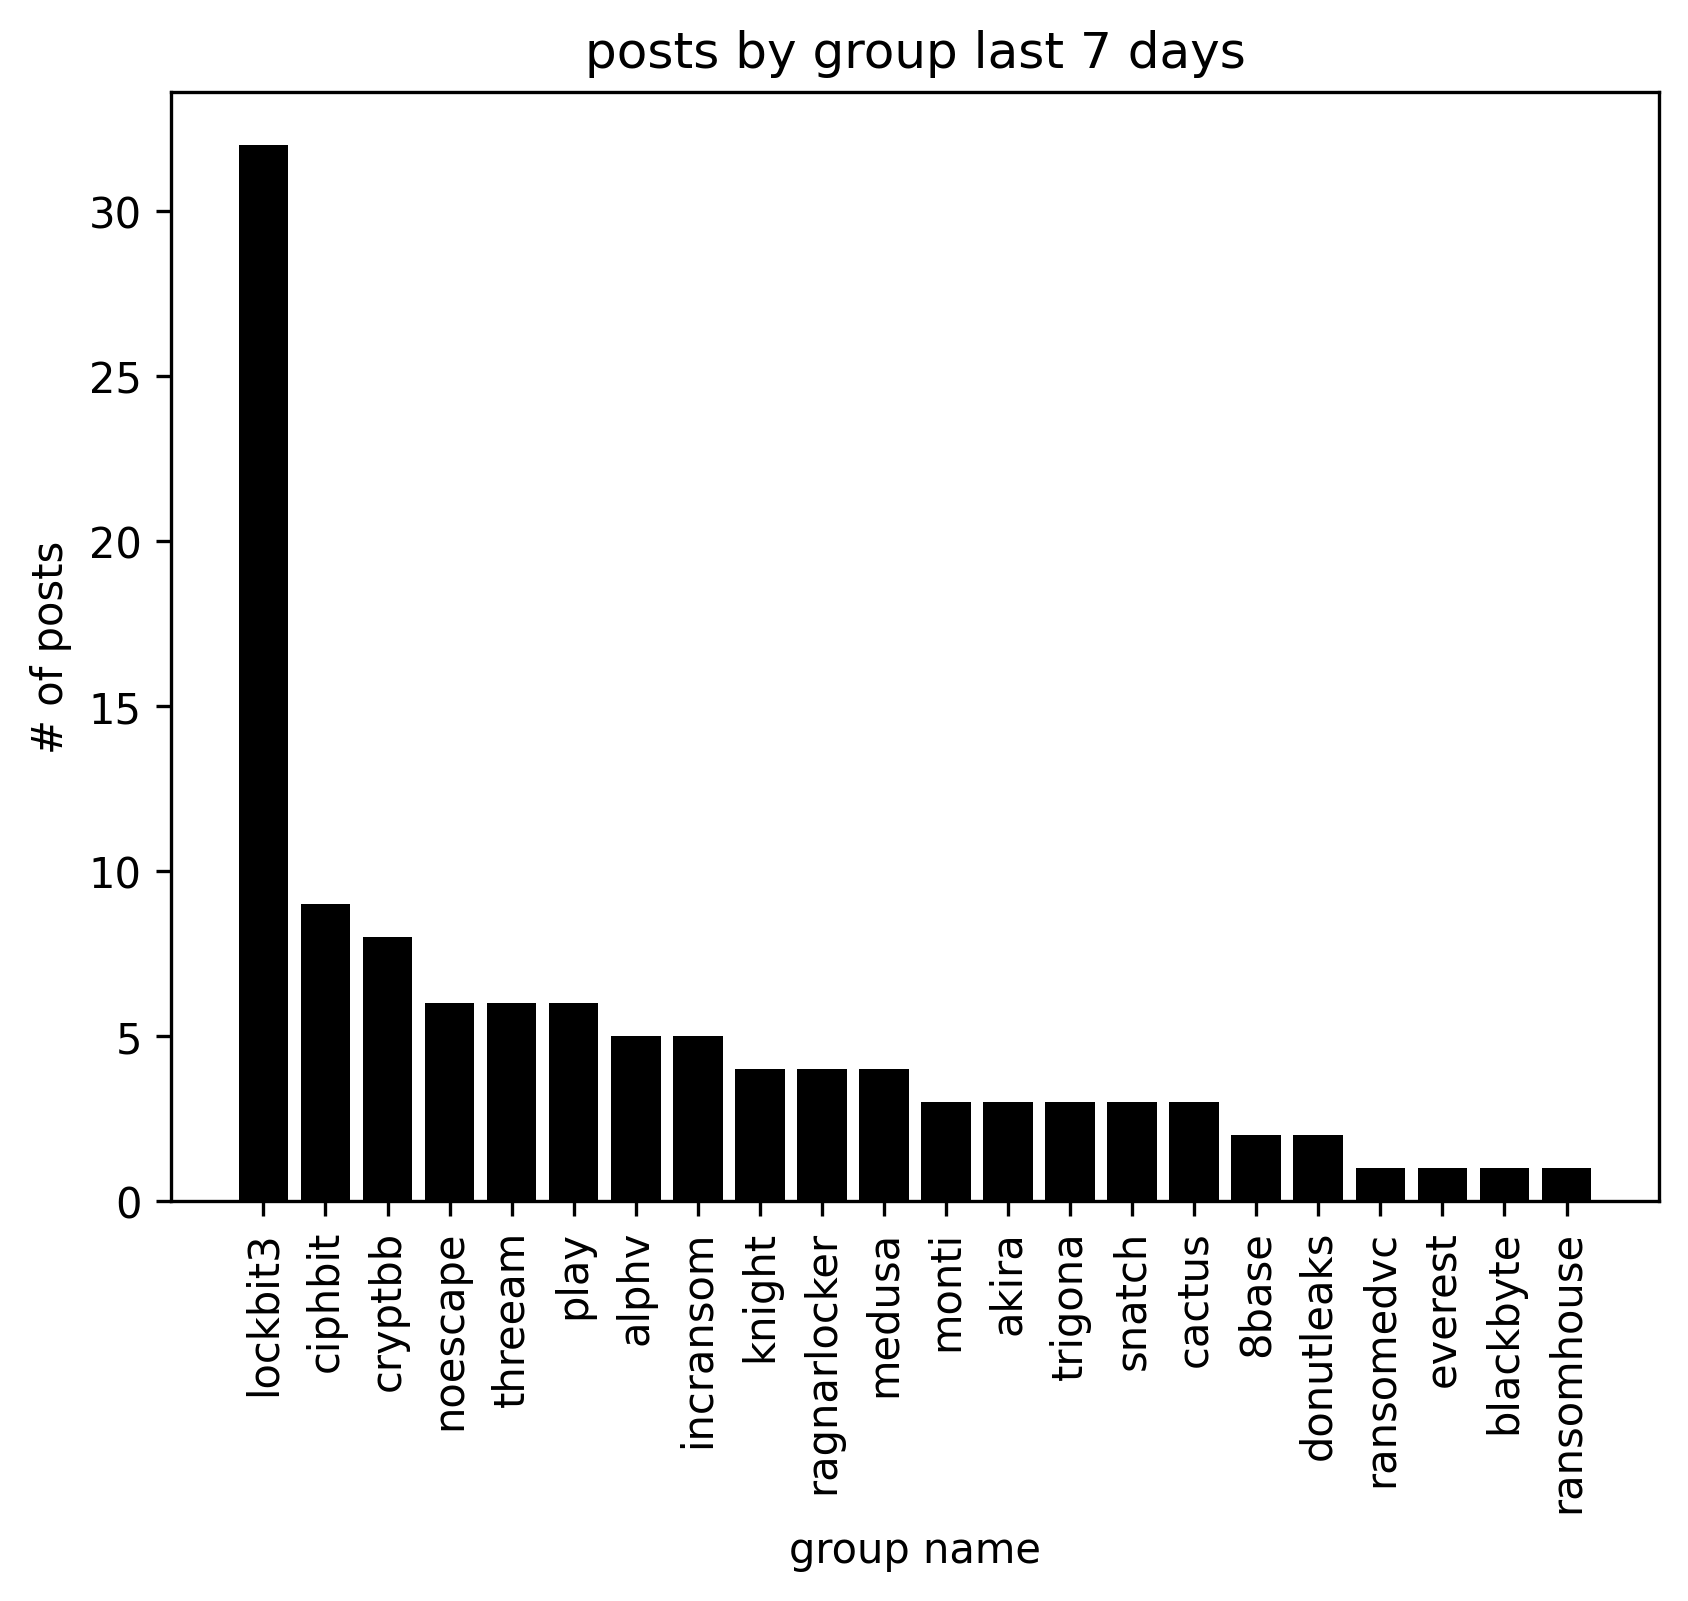 posts by group last 7 days
# of posts
30
25
20
15
10
5
0
lockbit3
ciphbit
cryptbb
noescape
threeam
play
alphv
incransom
knight
ragnarlocker
medusa
monti
akira
trigona
snatch
cactus
8base
donutleaks
ransomedvc
everest
blackbyte
ransomhouse
group name